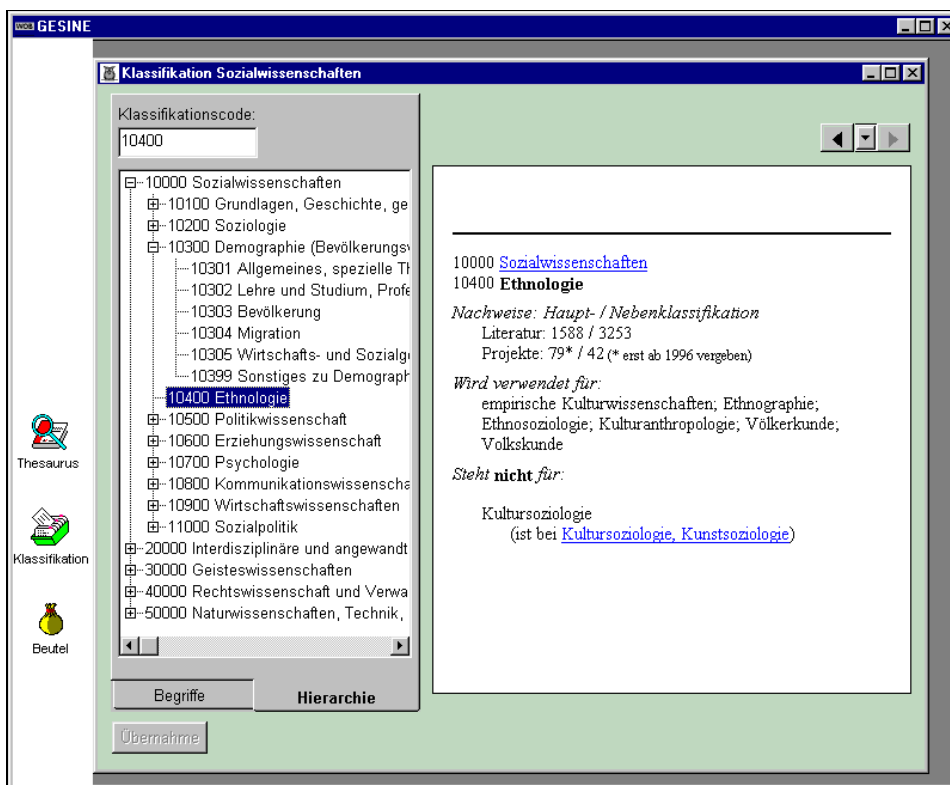 WOB GESINE
Klassifikation Sozialwissenschaften
Klassifikationscode:
10400
10000 Sozialwissenschaften
10100 Grundlagen, Geschichte, ge
10200 Soziologie
10300 Demographie (Bevölkerungsv
10301 Allgemeines, spezielle Th
10302 Lehre und Studium, Profe
10303 Bevölkerung
10304 Migration
10305 Wirtschafts- und Sozialg
10399 Sonstiges zu Demograph
10400 Ethnologie
10500 Politikwissenschaft
10600 Erziehungswissenschaft
10700 Psychologie
10800 Kommunikationswissenscha
10900 Wirtschaftswissenschaften
11000 Sozialpolitik
20000 Interdisziplinäre und angewandt
30000 Geisteswissenschaften
40000 Rechtswissenschaft und Verwa
50000 Naturwissenschaften, Technik,
Begriffe
Hierarchie
Übernahme
Thesaurus
Klassifikation
Beutel
10000 Sozialwissenschaften
10400 Ethnologie
Nachweise: Haupt- / Nebenklassifikation
Literatur: 1588 / 3253
Projekte: 79* / 42 (* erst ab 1996 vergeben)
Wird verwendet für:
empirische Kulturwissenschaften; Ethnographie;
Ethnosoziologie; Kulturanthropologie; Völkerkunde;
Volkskunde
Steht nicht für:
Kultursoziologie
(ist bei Kultursoziologie, Kunstsoziologie)